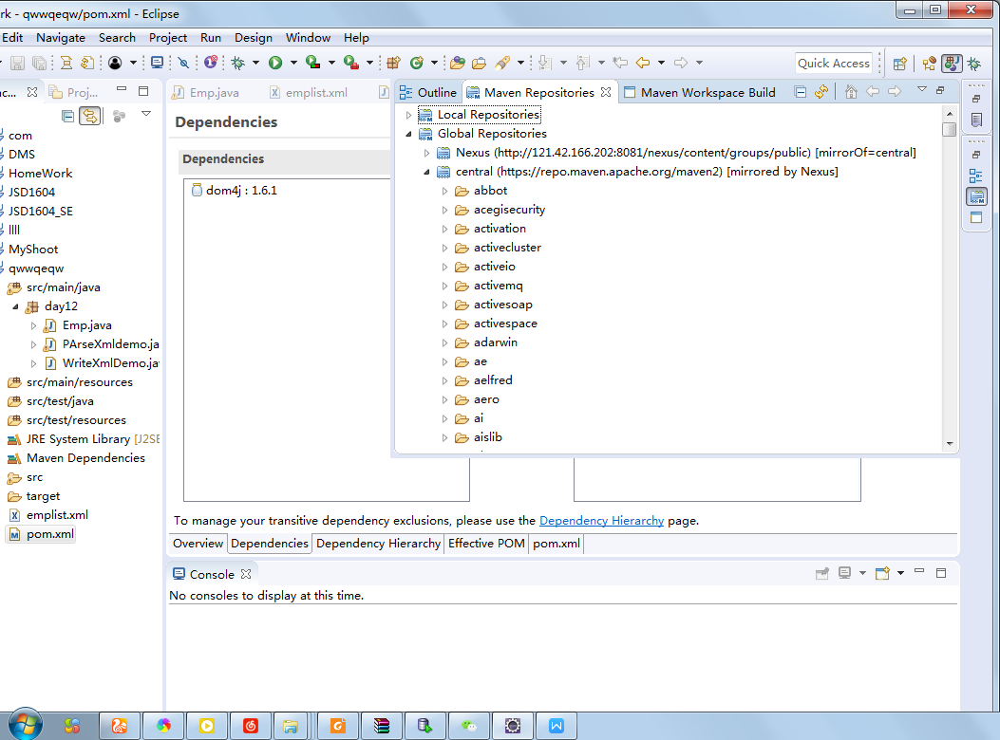 rk - qwwqeqw/pom.xml - Eclipse
Edit Navigate Search Project Run Design Window Help
Quick Access
Proj...
com
DMS
HomeWork
JSD1604
JSD1604_SE
llll
MyShoot
qwwqeqw
src/main/java
day12
Emp.java
PArseXmldemo.ja
WriteXmlDemo.ja
src/main/resources
src/test/java
src/test/resources
JRE System Library [J2SE
Maven Dependencies
src
target
emplist.xml
pom.xml
Emp.java emplist.xml
Dependencies
Dependencies
dom4j : 1.6.1
Outline Maven Repositories Maven Workspace Build
Local Repositories
Global Repositories
Nexus (http://121.42.166.202:8081/nexus/content/groups/public) [mirrorOf=central]
central (https://repo.maven.apache.org/maven2) [mirrored by Nexus]
abbot
acegisecurity
activation
activecluster
activeio
activemq
activesoap
activespace
adarwin
ae
aelfred
aero
ai
aislib
To manage your transitive dependency exclusions, please use the Dependency Hierarchy page.
Overview Dependencies Dependency Hierarchy Effective POM pom.xml
Console
No consoles to display at this time.